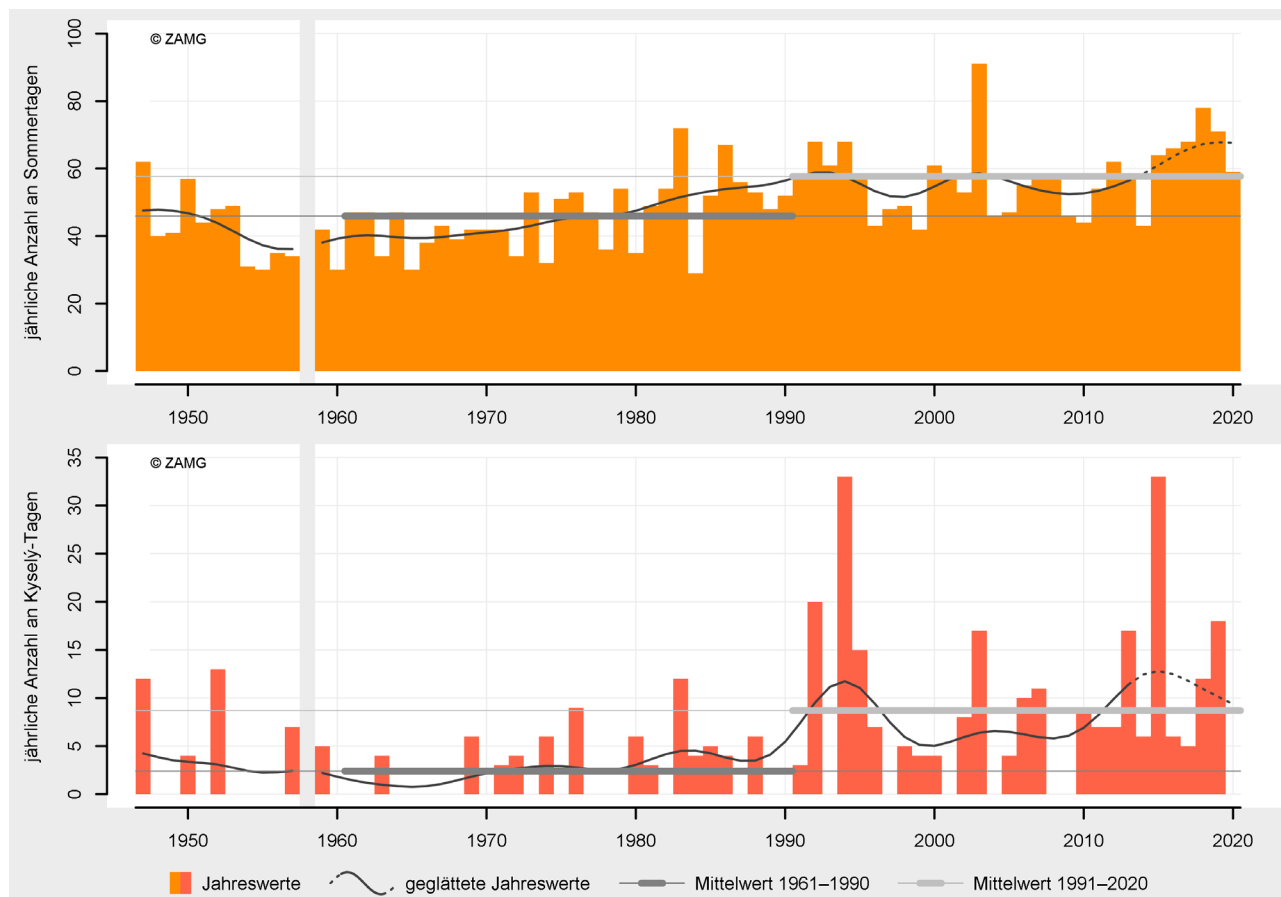 © ZAMG
jährliche Anzahl an Sommertagen
100
80
60
40
20
0
1950 1960 1970 1980 1990 2000 2010 2020
© ZAMG
jährliche Anzahl an Kyselý-Tagen
35
30
25
20
15
10
5
0
1950 1960 1970 1980 1990 2000 2010 2020
Jahreswerte geglättete Jahreswerte Mittelwert 1961–1990 Mittelwert 1991–2020